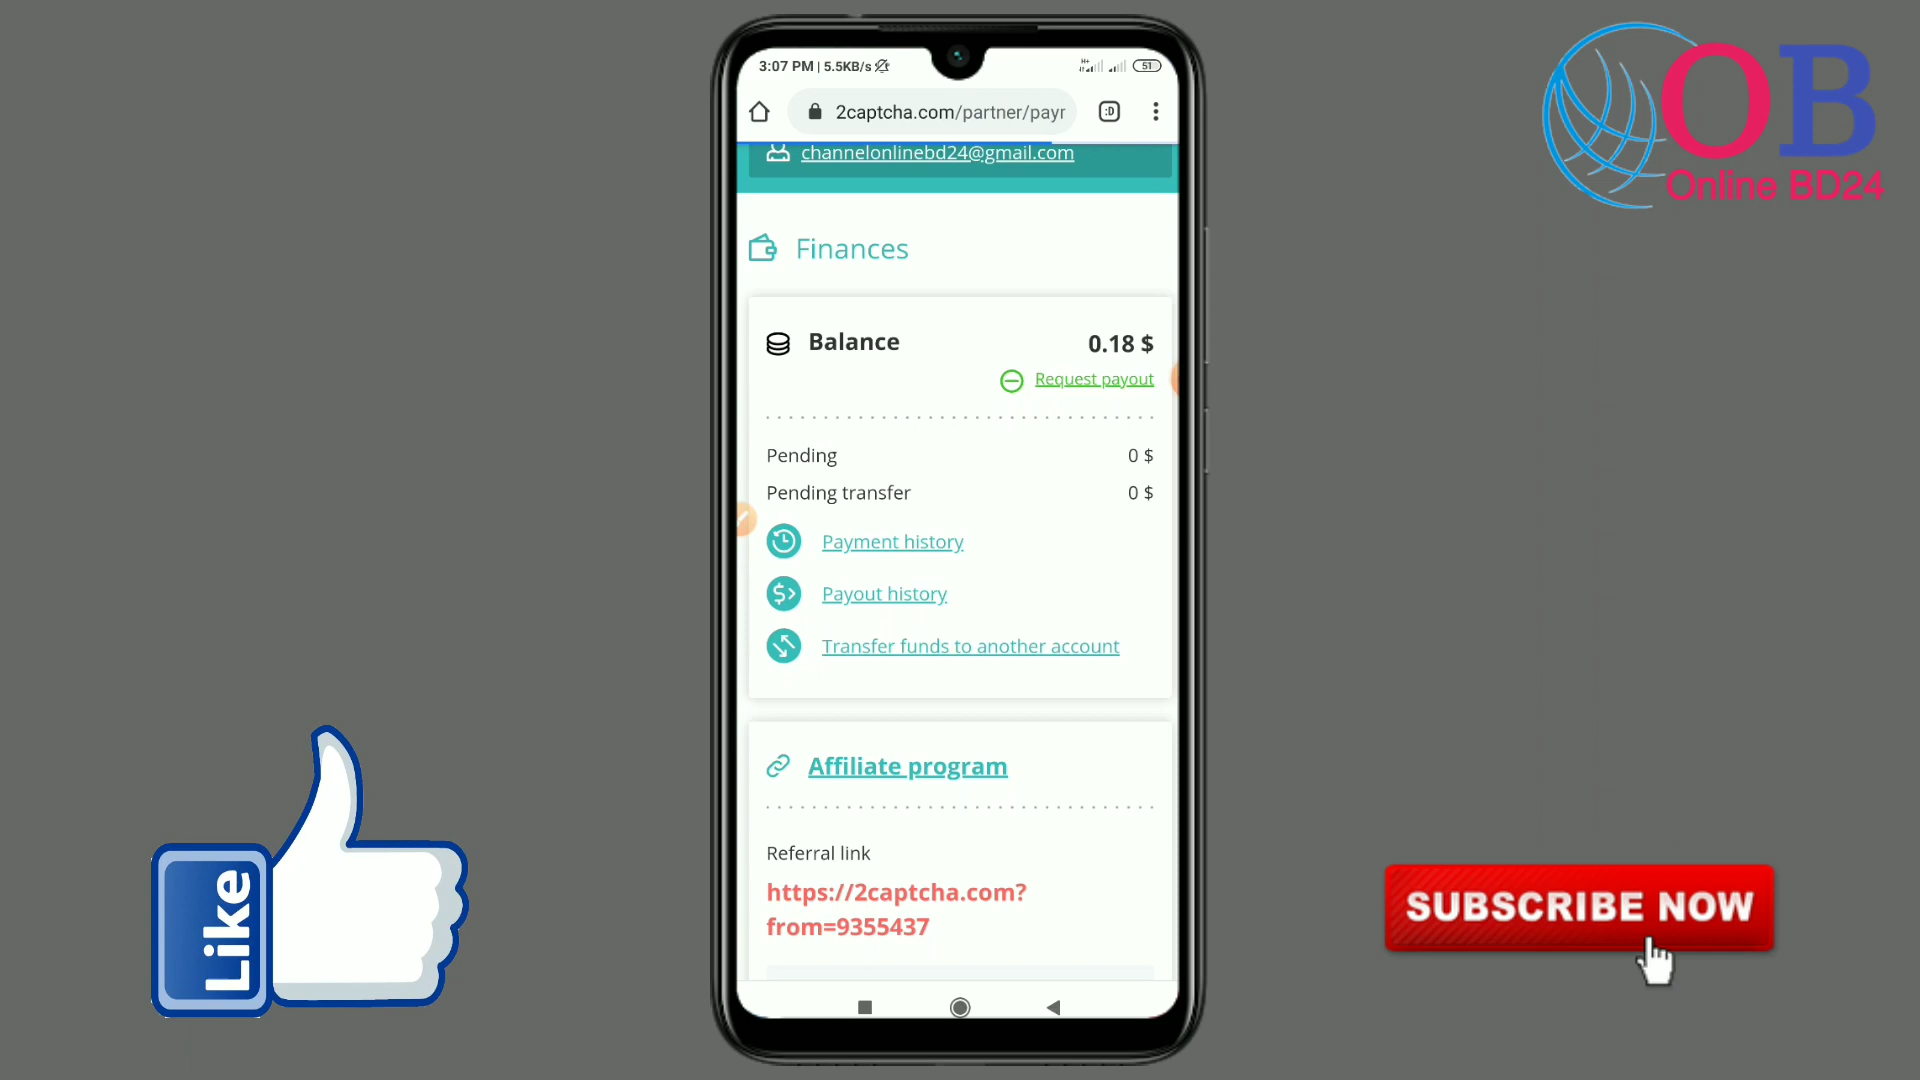 3:07 PM | 5.5KB/s
H+
51
2captcha.com/partner/payr
:D
channelonlinebd24@gmail.com
Finances
Balance
0.18 $
Request payout
Pending
0 $
Pending transfer
0 $
Payment history
Payout history
Transfer funds to another account
Affiliate program
Referral link
https://2captcha.com?
from=9355437
OB
Online BD24
Like
SUBSCRIBE NOW